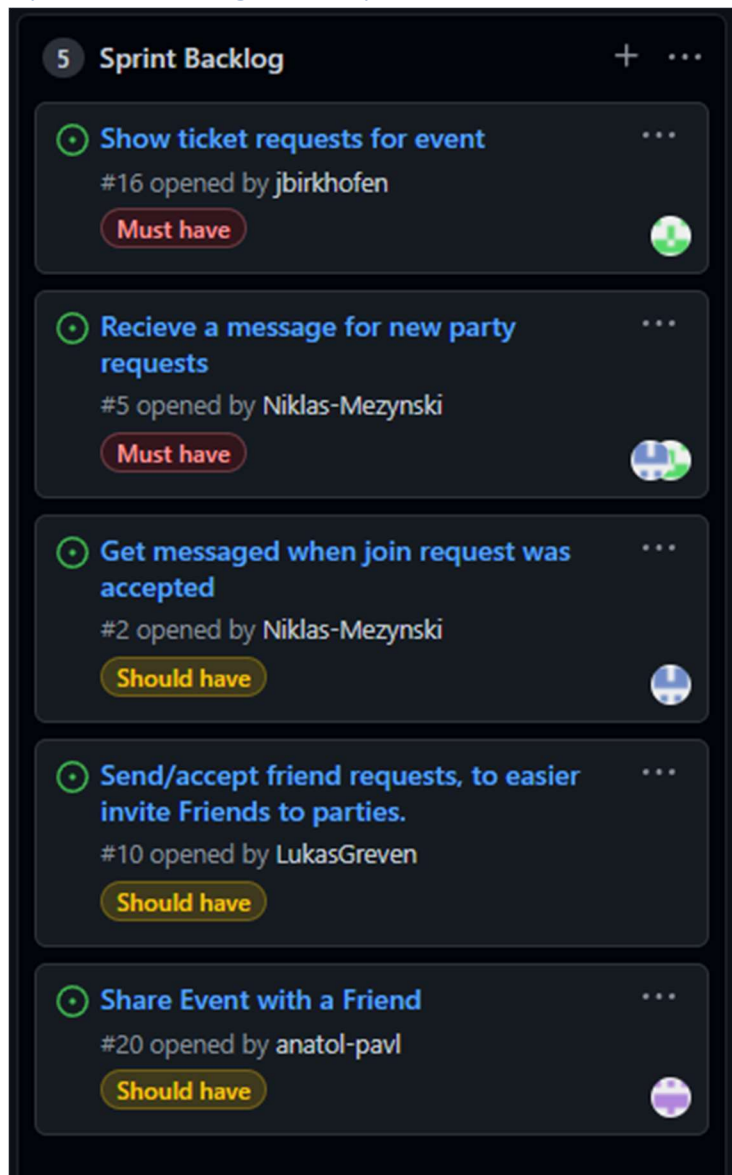 5 Sprint Backlog
Show ticket requests for event
#16 opened by jbirkhofen
Must have
Recieve a message for new party
requests
#5 opened by Niklas-Mezynski
Must have
Get messaged when join request was
accepted
#2 opened by Niklas-Mezynski
Should have
Send/accept friend requests, to easier
invite Friends to parties.
#10 opened by LukasGreven
Should have
Share Event with a Friend
#20 opened by anatol-pavl
Should have